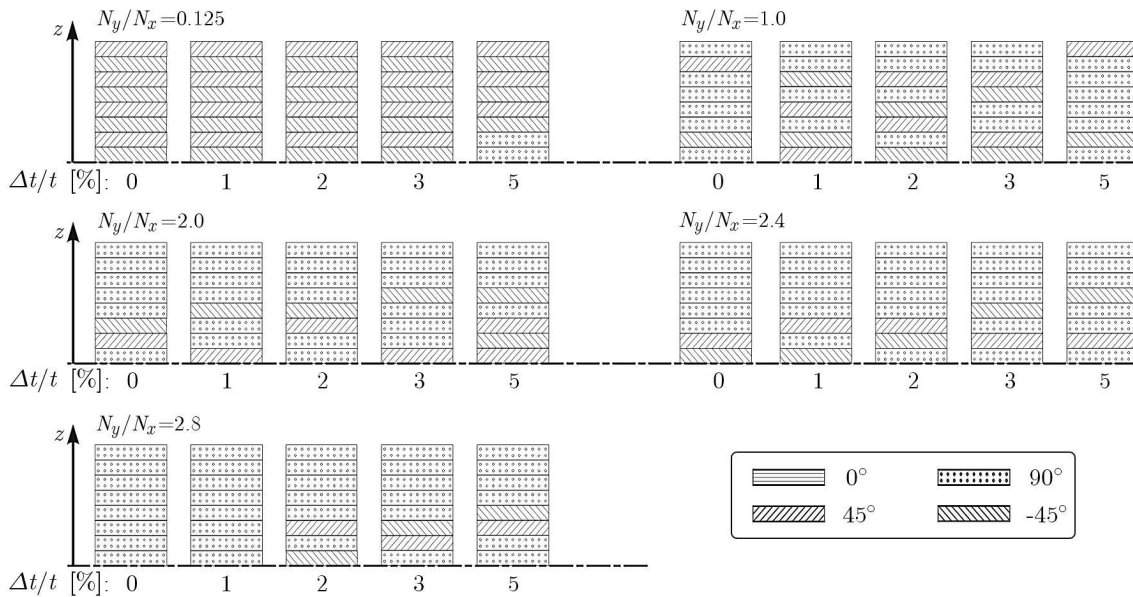 N_y/N_x=0.125
z
Δt/t [%]: 0 1 2 3 5
N_y/N_x=1.0
0 1 2 3 5
N_y/N_x=2.0
z
Δt/t [%]: 0 1 2 3 5
N_y/N_x=2.4
0 1 2 3 5
N_y/N_x=2.8
z
Δt/t [%]: 0 1 2 3 5
0° 90°
45° -45°